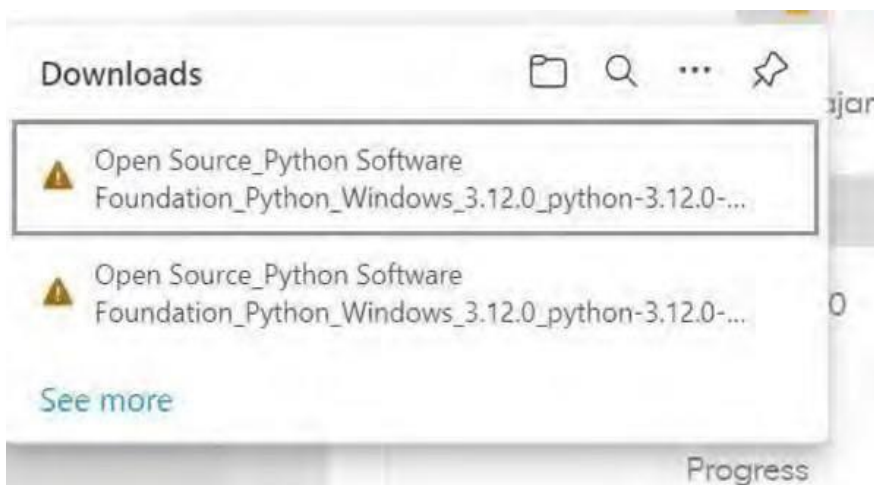 Downloads
Open Source_Python Software
Foundation_Python_Windows_3.12.0_python-3.12.0-...
Open Source_Python Software
Foundation_Python_Windows_3.12.0_python-3.12.0-...
See more
Progress